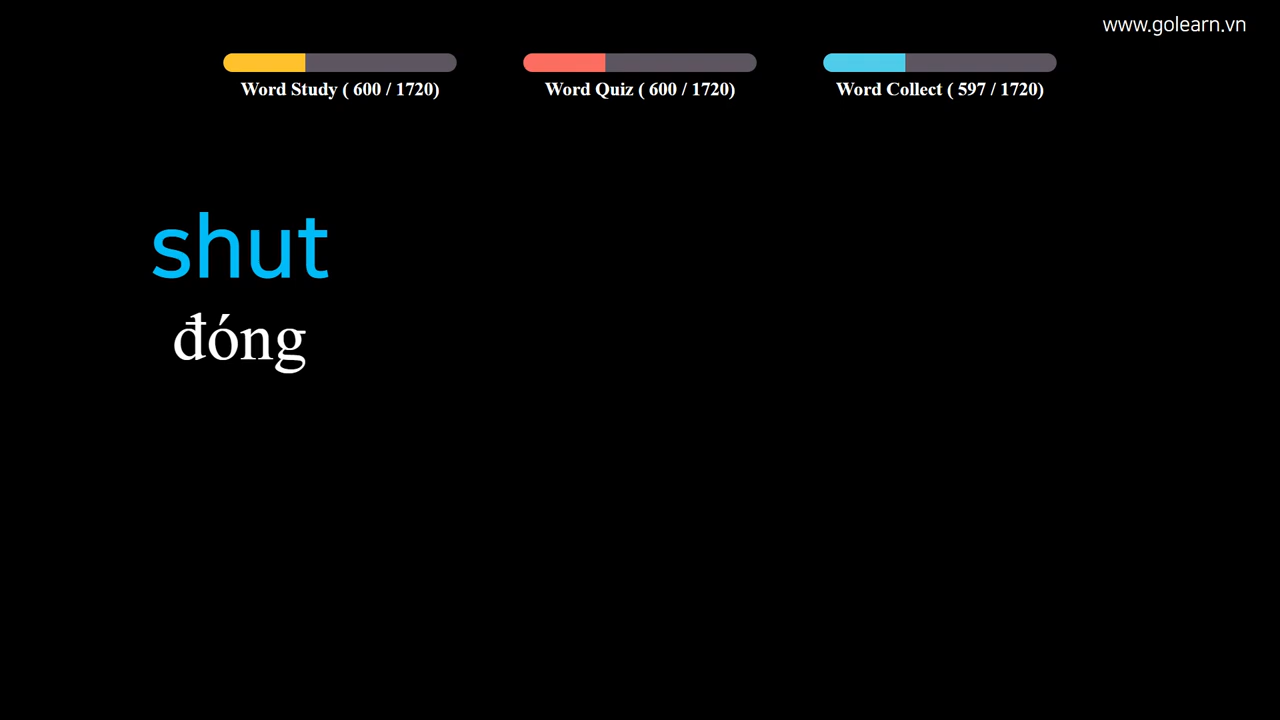 www.golearn.vn
Word Study ( 600 / 1720)
Word Quiz ( 600 / 1720)
Word Collect ( 597 / 1720)
shut
đóng